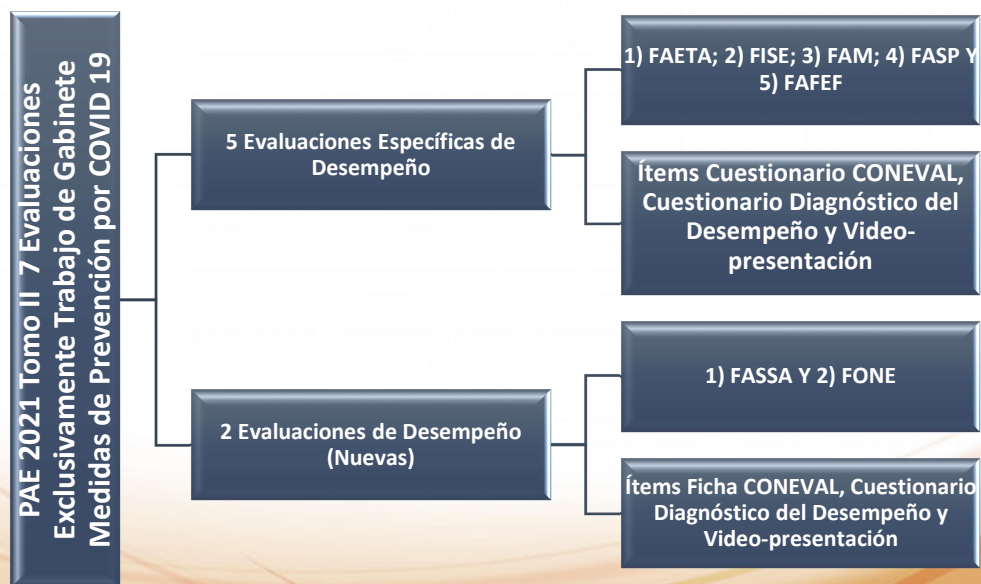 PAE 2021 Tomo II 7 Evaluaciones
Exclusivamente Trabajo de Gabinete
Medidas de Prevención por COVID 19
5 Evaluaciones Específicas de
Desempeño
1) FAETA; 2) FISE; 3) FAM; 4) FASP Y
5) FAFEF
Ítems Cuestionario CONEVAL,
Cuestionario Diagnóstico del
Desempeño y Video-
presentación
2 Evaluaciones de Desempeño
(Nuevas)
1) FASSA Y 2) FONE
Ítems Ficha CONEVAL, Cuestionario
Diagnóstico del Desempeño y
Video-presentación